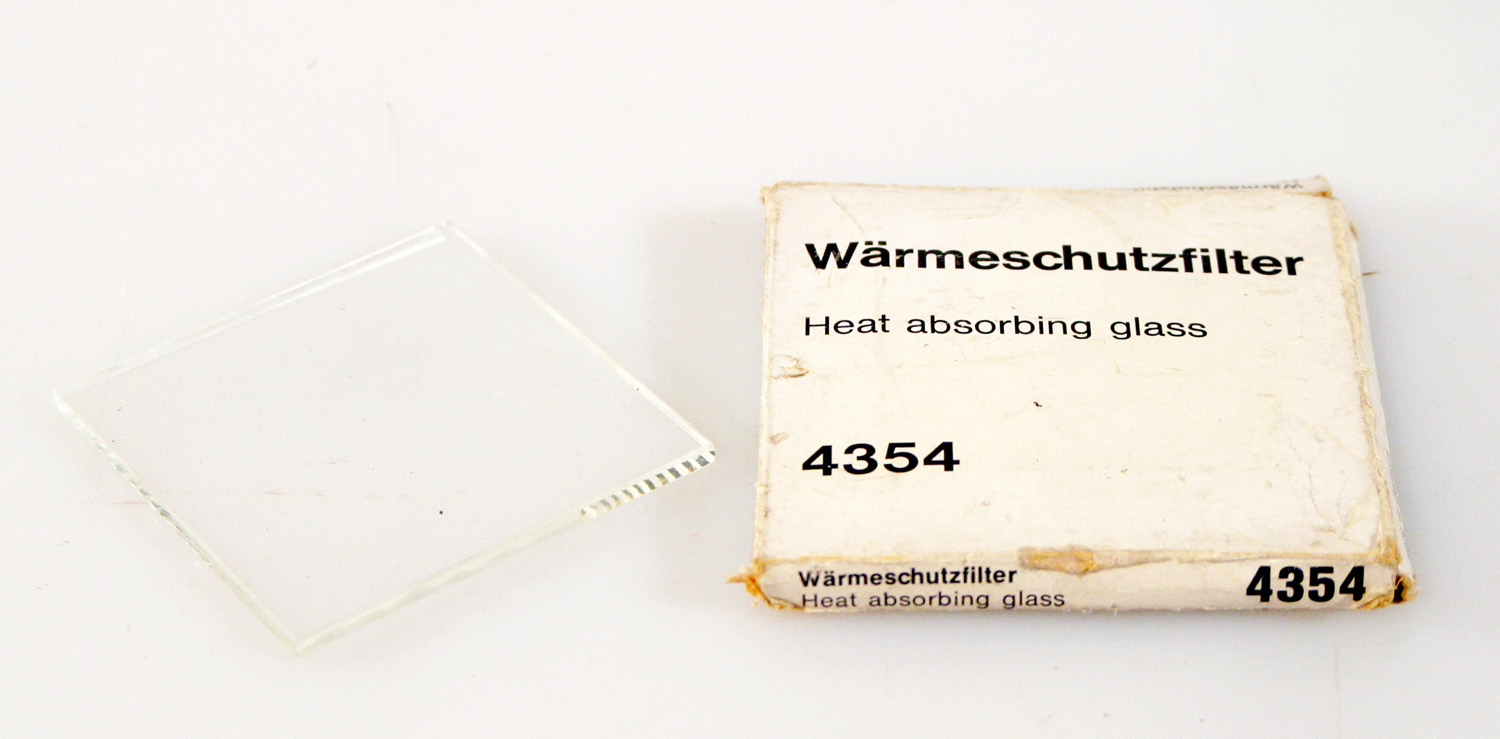 Wärmeschutzfilter
Heat absorbing glass
4354
Wärmeschutzfilter
Heat absorbing glass
4354